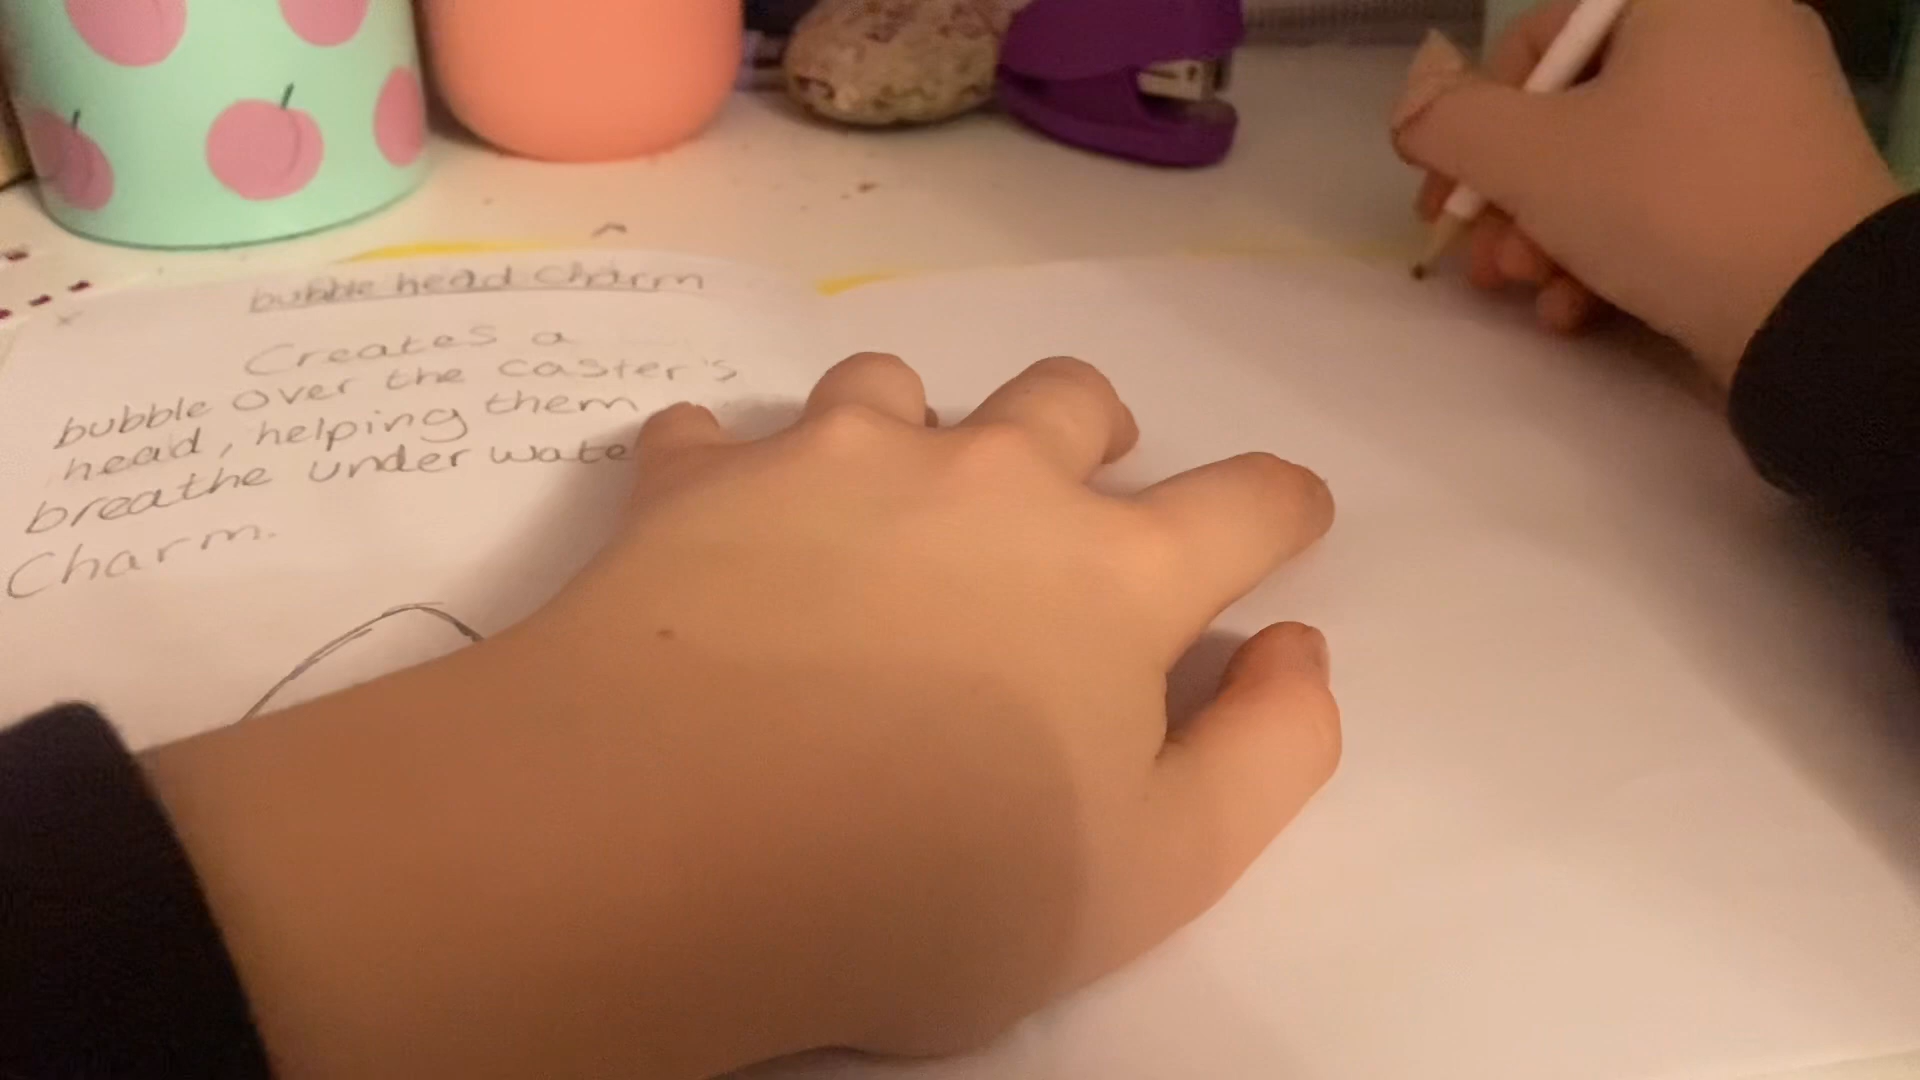 bubble head charm
Creates a
bubble over the caster's
head, helping them
breathe under wate
Charm.